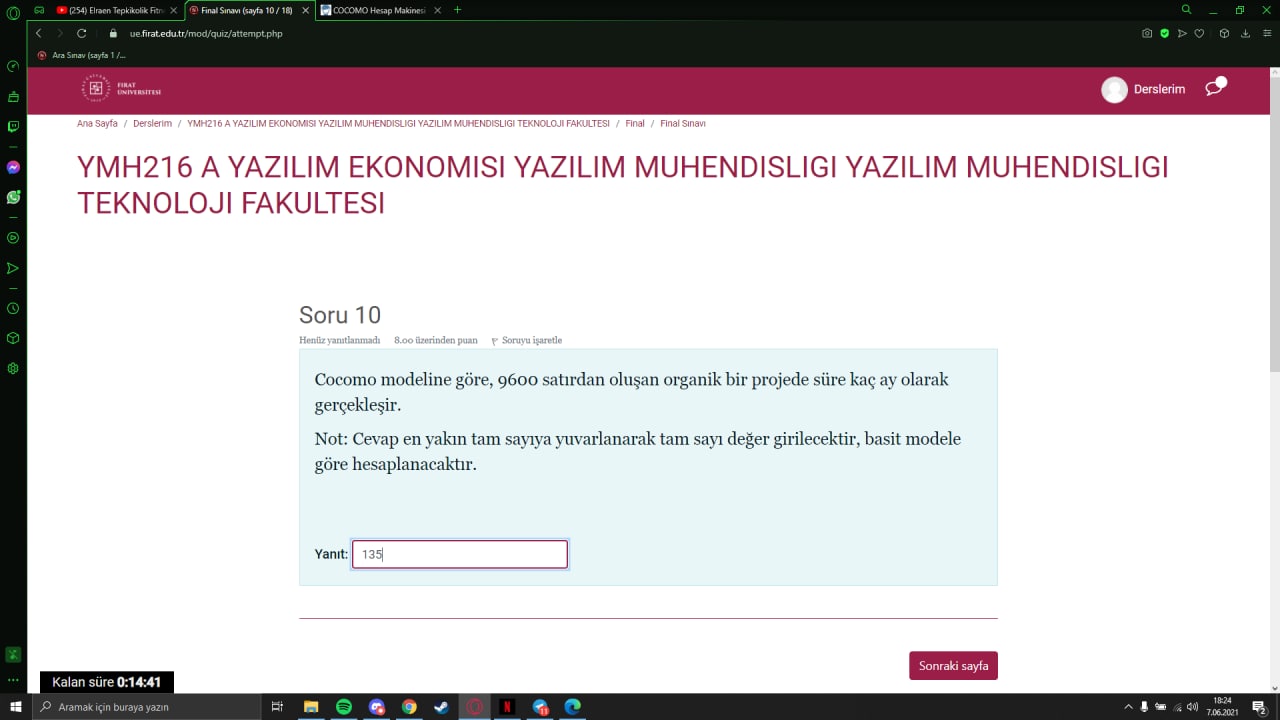 (254) Elraen Tepkikolik Fitn
Final Sınavı (sayfa 10 / 18)
COCOMO Hesap Makinesi
ue.firat.edu.tr/mod/quiz/attempt.php
Ara Sınav (sayfa 1 /...
FIRAT
ÜNİVERSİTESİ
Derslerim
Ana Sayfa / Derslerim / YMH216 A YAZILIM EKONOMISI YAZILIM MUHENDISLIGI YAZILIM MUHENDISLIGI TEKNOLOJI FAKULTESI / Final / Final Sınavı
YMH216 A YAZILIM EKONOMISI YAZILIM MUHENDISLIGI YAZILIM MUHENDISLIGI
TEKNOLOJI FAKULTESI
Soru 10
Henüz yanıtlanmadı 8.00 üzerinden puan Soruyu işaretle
Cocomo modeline göre, 9600 satırdan oluşan organik bir projede süre kaç ay olarak
gerçekleşir.
Not: Cevap en yakın tam sayıya yuvarlanarak tam sayı değer girilecektir, basit modele
göre hesaplanacaktır.
Yanıt: 135
Sonraki sayfa
Kalan süre 0:14:41
Aramak için buraya yazın
18:24
7.06.2021